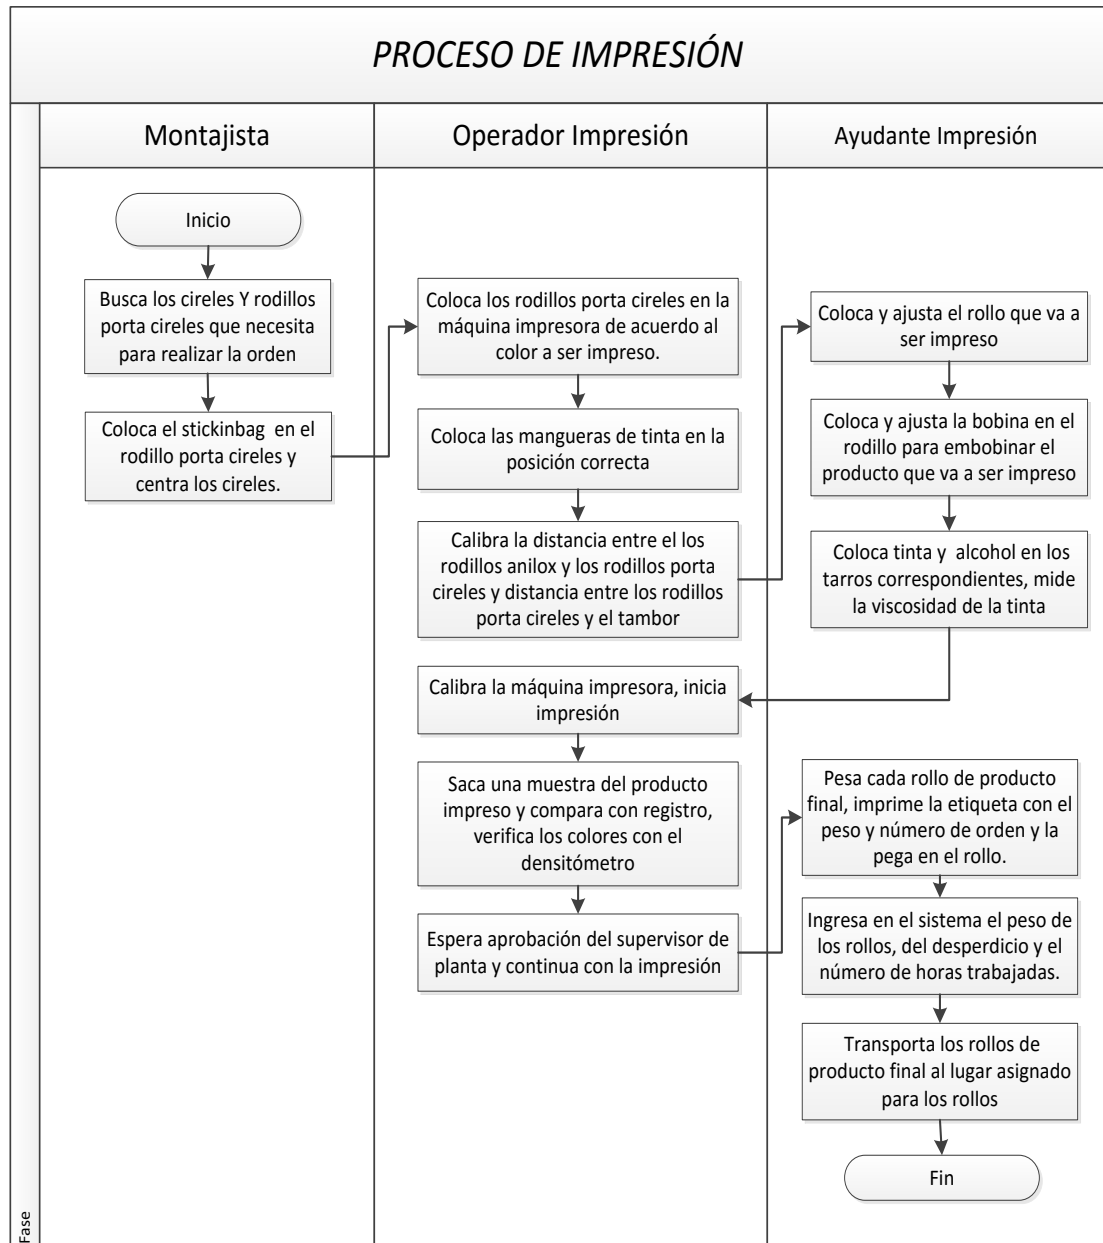 PROCESO DE IMPRESIÓN
Montajista
Operador Impresión
Ayudante Impresión
Inicio
Busca los cireles Y rodillos
porta cireles que necesita
para realizar la orden
Coloca el stickinbag en el
rodillo porta cireles y
centra los cireles.
Coloca los rodillos porta cireles en la
máquina impresora de acuerdo al
color a ser impreso.
Coloca las mangueras de tinta en la
posición correcta
Calibra la distancia entre el los
rodillos anilox y los rodillos porta
cireles y distancia entre los rodillos
porta cireles y el tambor
Coloca y ajusta el rollo que va a
ser impreso
Coloca y ajusta la bobina en el
rodillo para embobinar el
producto que va a ser impreso
Coloca tinta y alcohol en los
tarros correspondientes, mide
la viscosidad de la tinta
Calibra la máquina impresora, inicia
impresión
Saca una muestra del producto
impreso y compara con registro,
verifica los colores con el
densitómetro
Espera aprobación del supervisor de
planta y continua con la impresión
Pesa cada rollo de producto
final, imprime la etiqueta con el
peso y número de orden y la
pega en el rollo.
Ingresa en el sistema el peso de
los rollos, del desperdicio y el
número de horas trabajadas.
Transporta los rollos de
producto final al lugar asignado
para los rollos
Fin
Fase